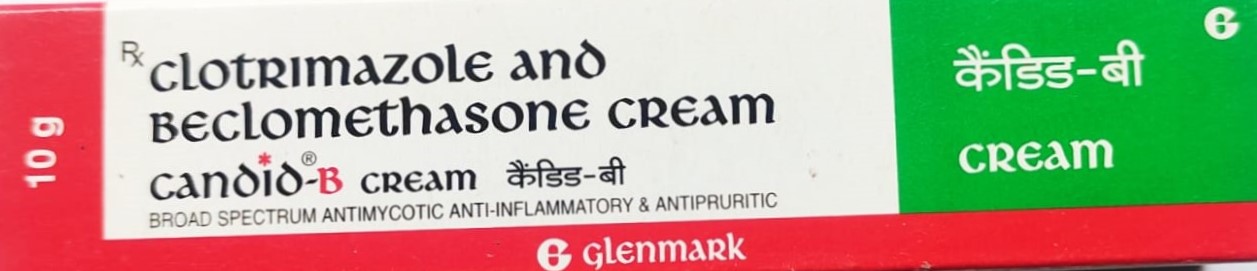 10 g
Rx Clotrimazole and
Beclomethasone Cream
Candid®-B Cream कैंडिड-बी
BROAD SPECTRUM ANTIMYCOTIC ANTI-INFLAMMATORY & ANTIPRURITIC
G Glenmark
G
कैंडिड-बी
Cream